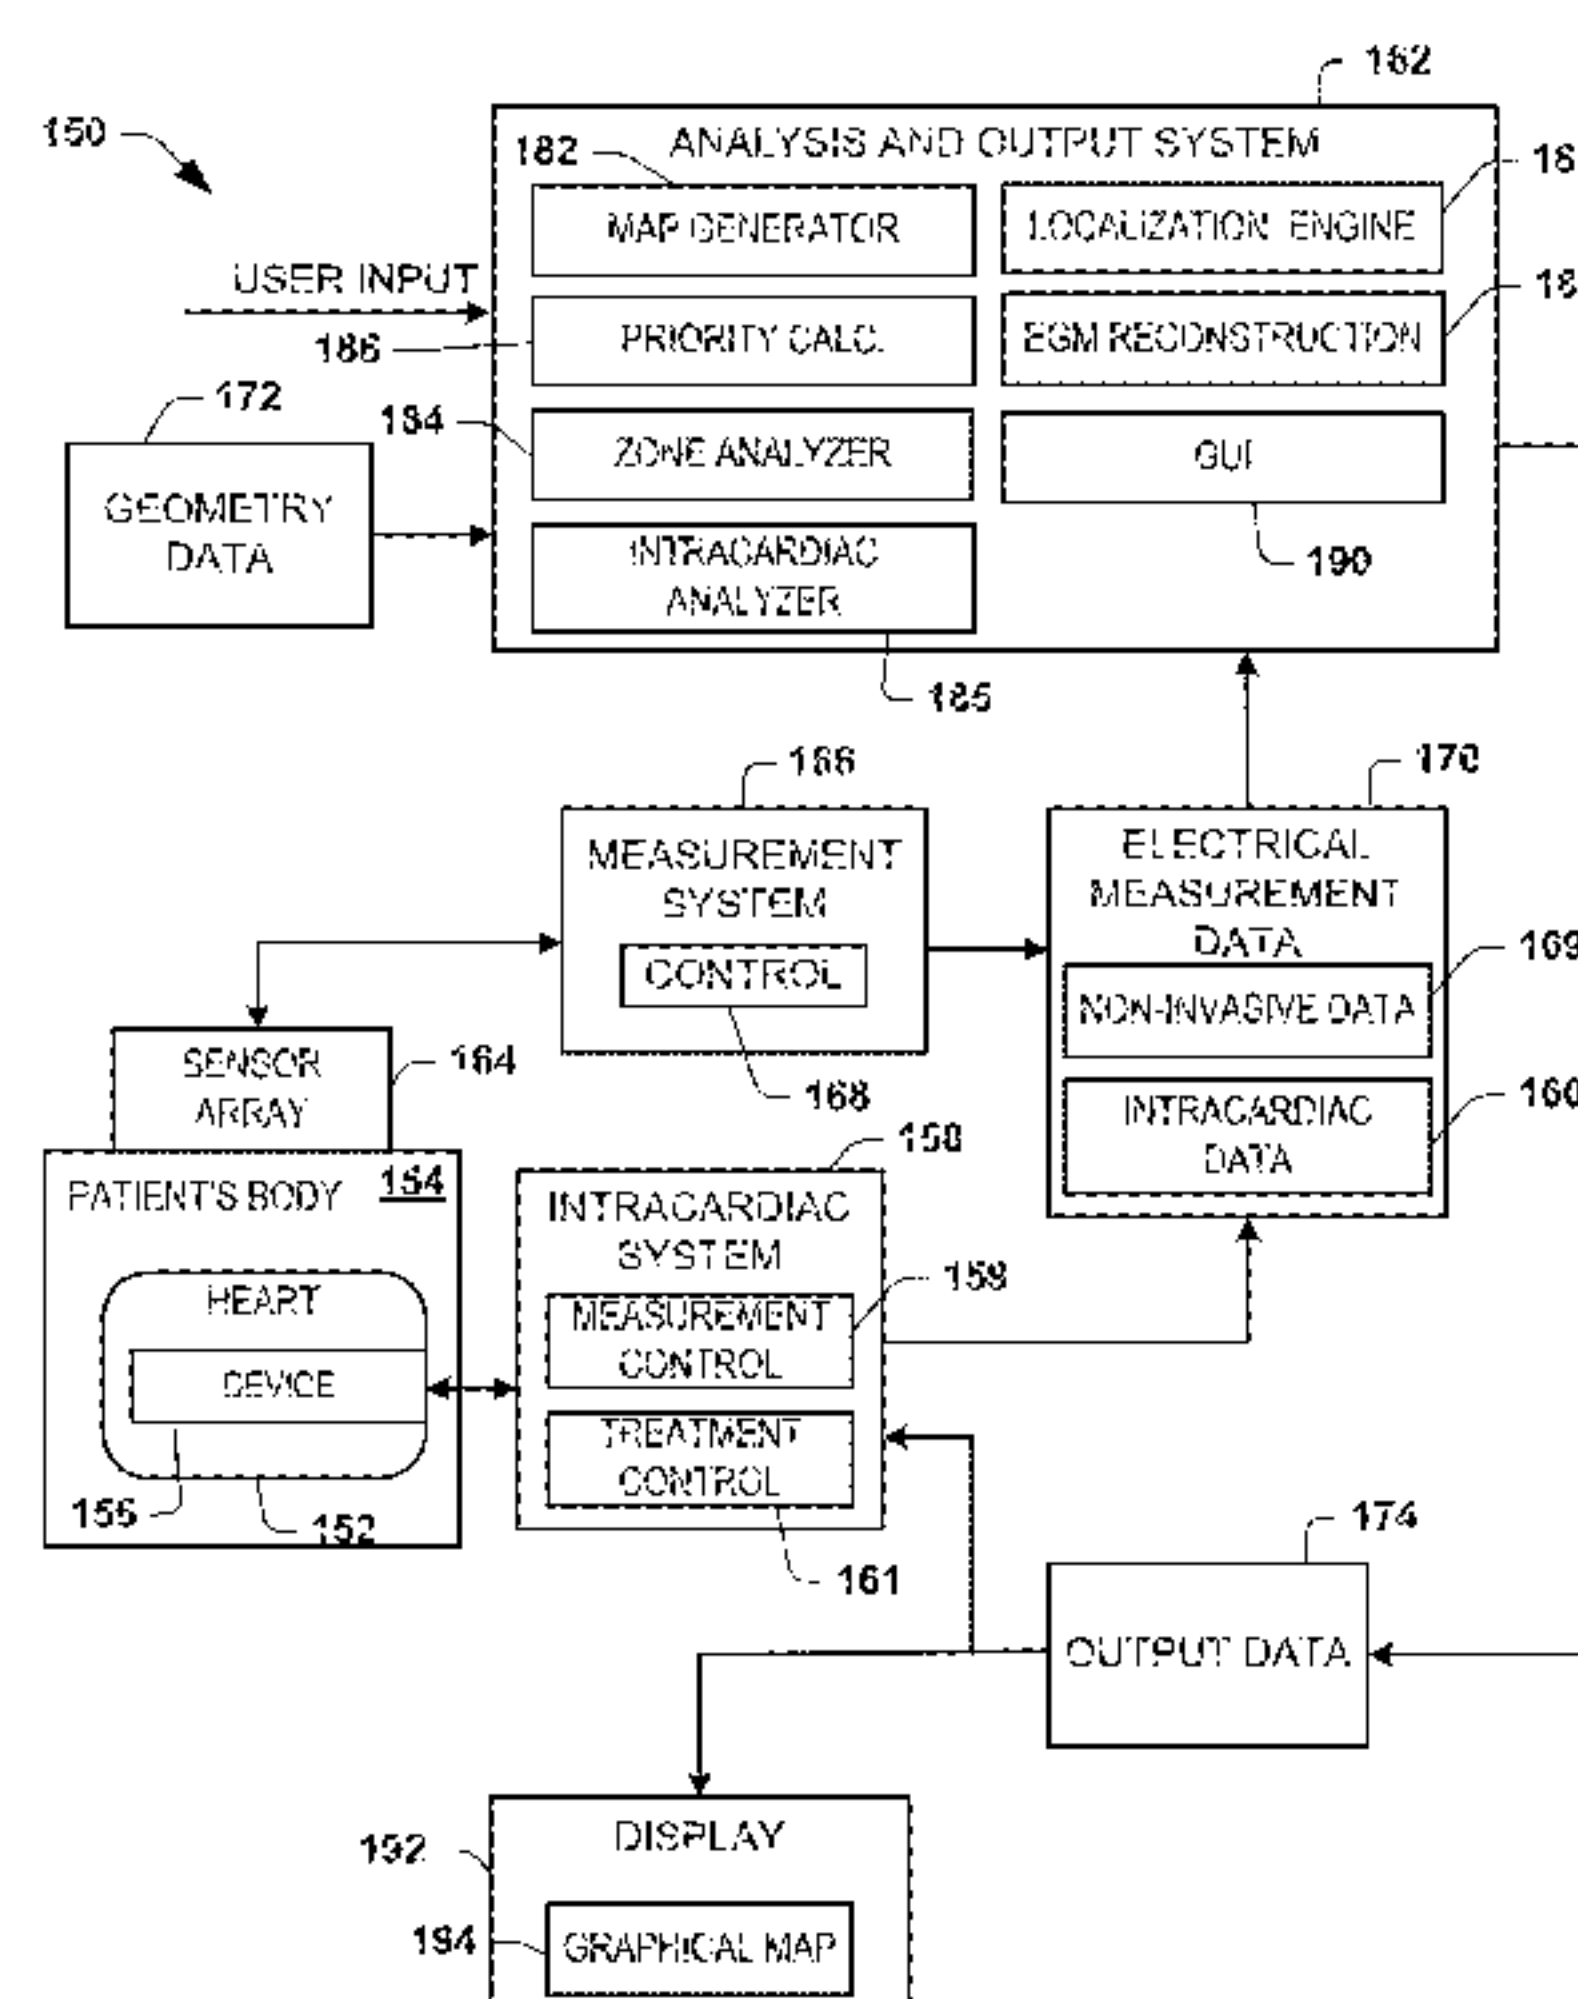 162
150
ANALYSIS AND OUTPUT SYSTEM
182
MAP GENERATOR
LOCALIZATION ENGINE
USER INPUT
186
PRIORITY CALC.
EGM RECONSTRUCTION
172
184
ZONE ANALYZER
GUI
GEOMETRY
DATA
INTRACARDIAC
ANALYZER
190
185
166
170
MEASUREMENT
SYSTEM
CONTROL
168
ELECTRICAL
MEASUREMENT
DATA
169
NON-INVASIVE DATA
160
INTRACARDIAC
DATA
SENSOR
ARRAY
164
PATIENT'S BODY
154
HEART
DEVICE
152
INTRACARDIAC
SYSTEM
MEASUREMENT
CONTROL
TREATMENT
CONTROL
161
174
OUTPUT DATA
DISPLAY
192
194
GRAPHICAL MAP